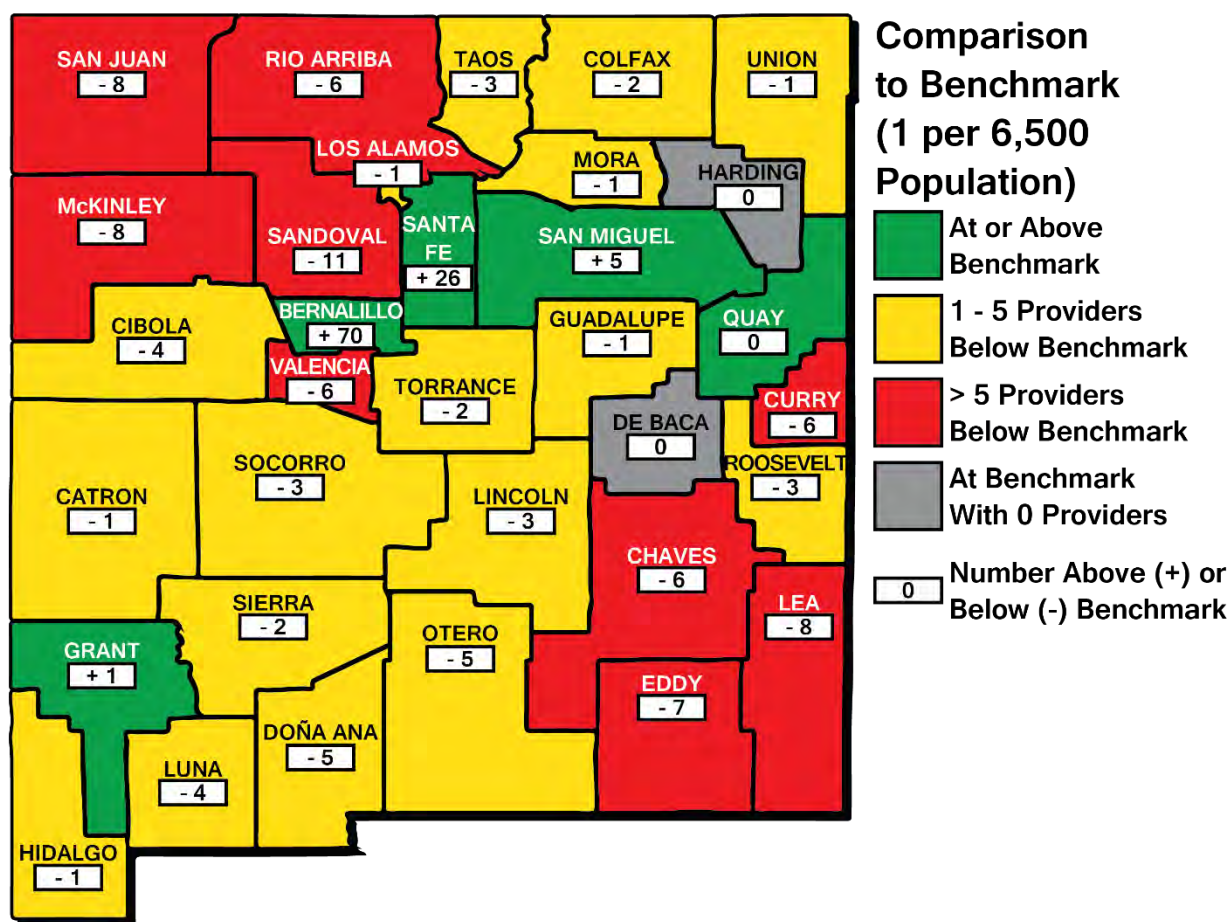 Comparison
to Benchmark
(1 per 6,500
Population)
At or Above
Benchmark
1 - 5 Providers
Below Benchmark
> 5 Providers
Below Benchmark
At Benchmark
With 0 Providers
0
Number Above (+) or
Below (-) Benchmark
SAN JUAN
- 8
RIO ARRIBA
- 6
TAOS
- 3
COLFAX
- 2
UNION
- 1
LOS ALAMOS
- 1
MORA
- 1
HARDING
0
McKINLEY
- 8
SANDOVAL
- 11
SANTA
FE
+ 26
SAN MIGUEL
+ 5
CIBOLA
- 4
BERNALILLO
+ 70
VALENCIA
- 6
TORRANCE
- 2
GUADALUPE
- 1
QUAY
0
CURRY
- 6
DE BACA
0
ROOSEVELT
- 3
CATRON
- 1
SOCORRO
- 3
LINCOLN
- 3
CHAVES
- 6
LEA
- 8
SIERRA
- 2
OTERO
- 5
EDDY
- 7
GRANT
+ 1
LUNA
- 4
DOÑA ANA
- 5
HIDALGO
- 1